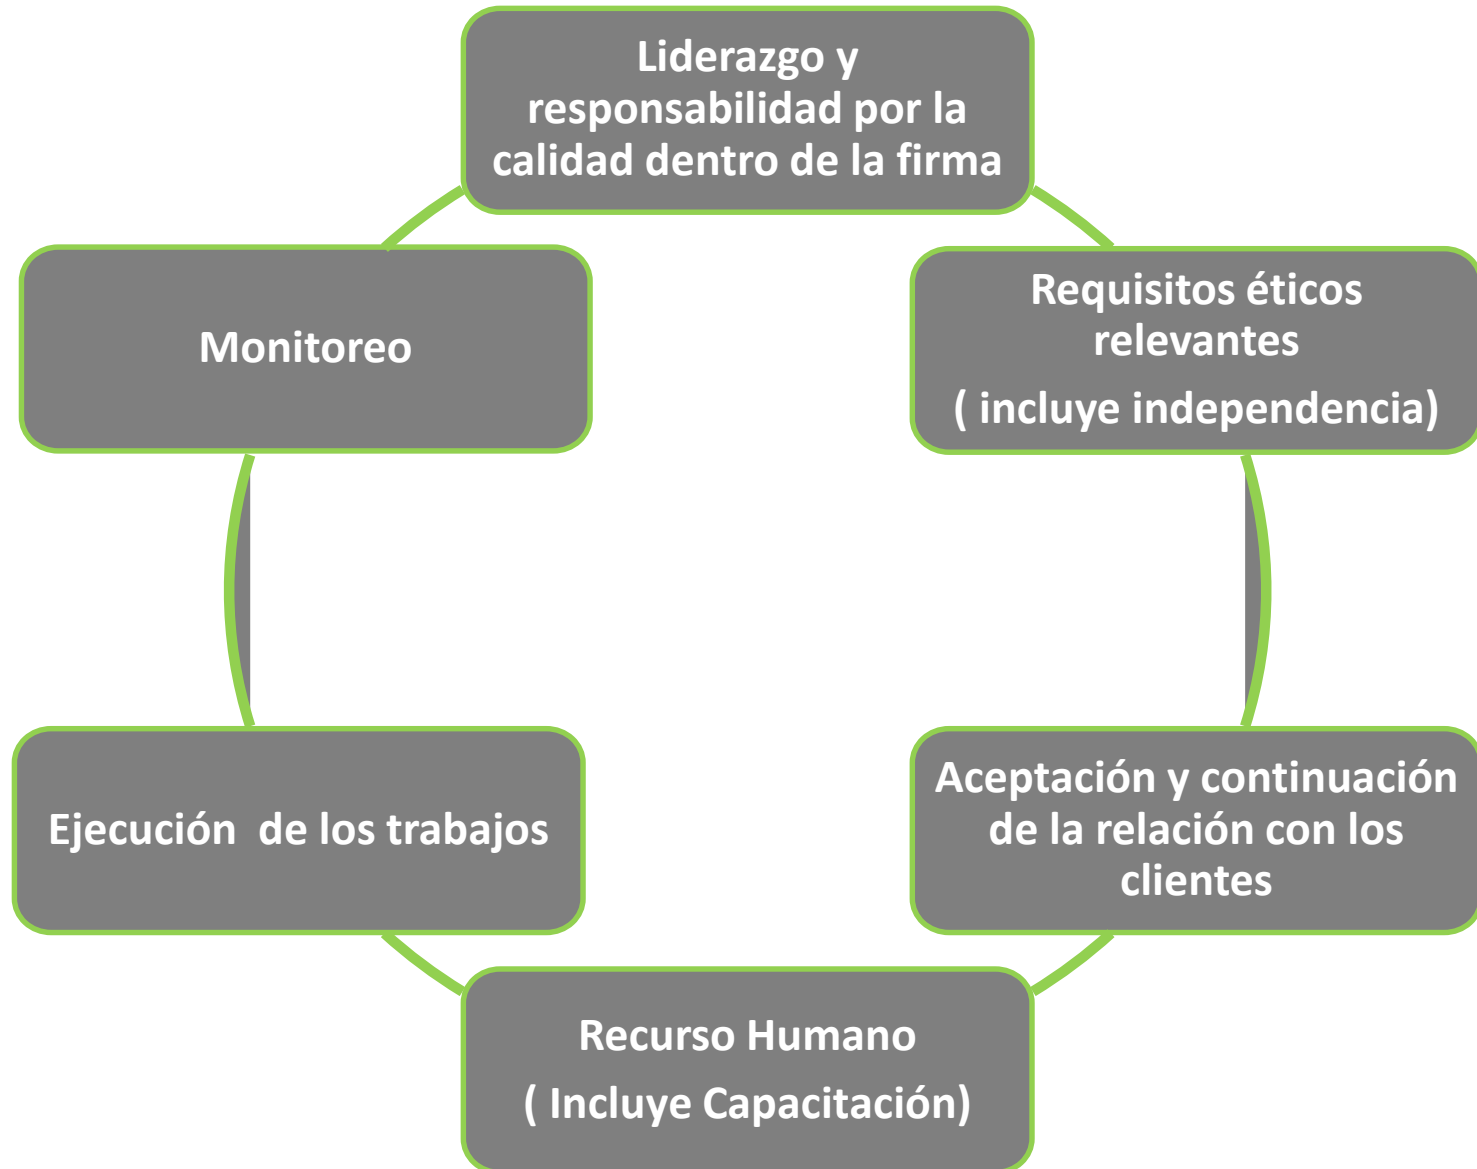 Liderazgo y
responsabilidad por la
calidad dentro de la firma
Requisitos éticos
relevantes
( incluye independencia)
Aceptación y continuación
de la relación con los
clientes
Recurso Humano
( Incluye Capacitación)
Ejecución  de los trabajos
Monitoreo